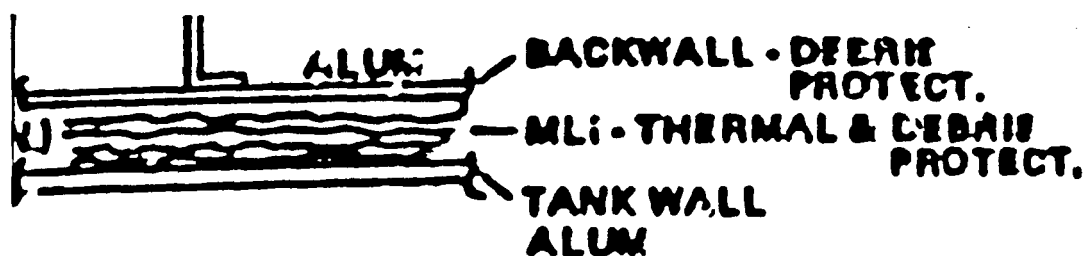 ALUM
BACKWALL - DEBRIS
PROTECT.
MLi - THERMAL & DEBRIS
PROTECT.
TANK WALL
ALUM